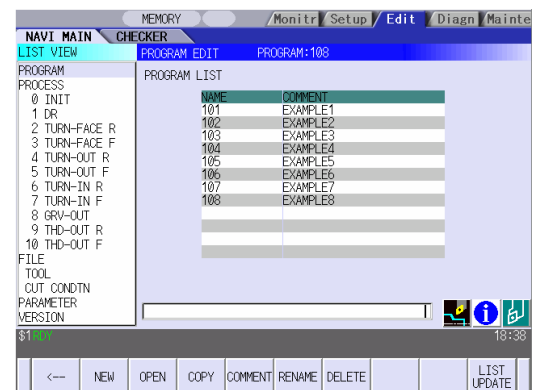 MEMORY Monitr Setup Edit Diagn Mainte
NAVI MAIN CHECKER
LIST VIEW PROGRAM EDIT PROGRAM:108
PROGRAM
PROCESS
0 INIT
1 DR
2 TURN-FACE R
3 TURN-FACE F
4 TURN-OUT R
5 TURN-OUT F
6 TURN-IN R
7 TURN-IN F
8 GRV-OUT
9 THD-OUT R
10 THD-OUT F
FILE
TOOL
CUT CONDTN
PARAMETER
VERSION
PROGRAM LIST
NAME COMMENT
101 EXAMPLE1
102 EXAMPLE2
103 EXAMPLE3
104 EXAMPLE4
105 EXAMPLE5
106 EXAMPLE6
107 EXAMPLE7
108 EXAMPLE8
$1 RDY 18:38
<-- NEW OPEN COPY COMMENT RENAME DELETE LIST UPDATE